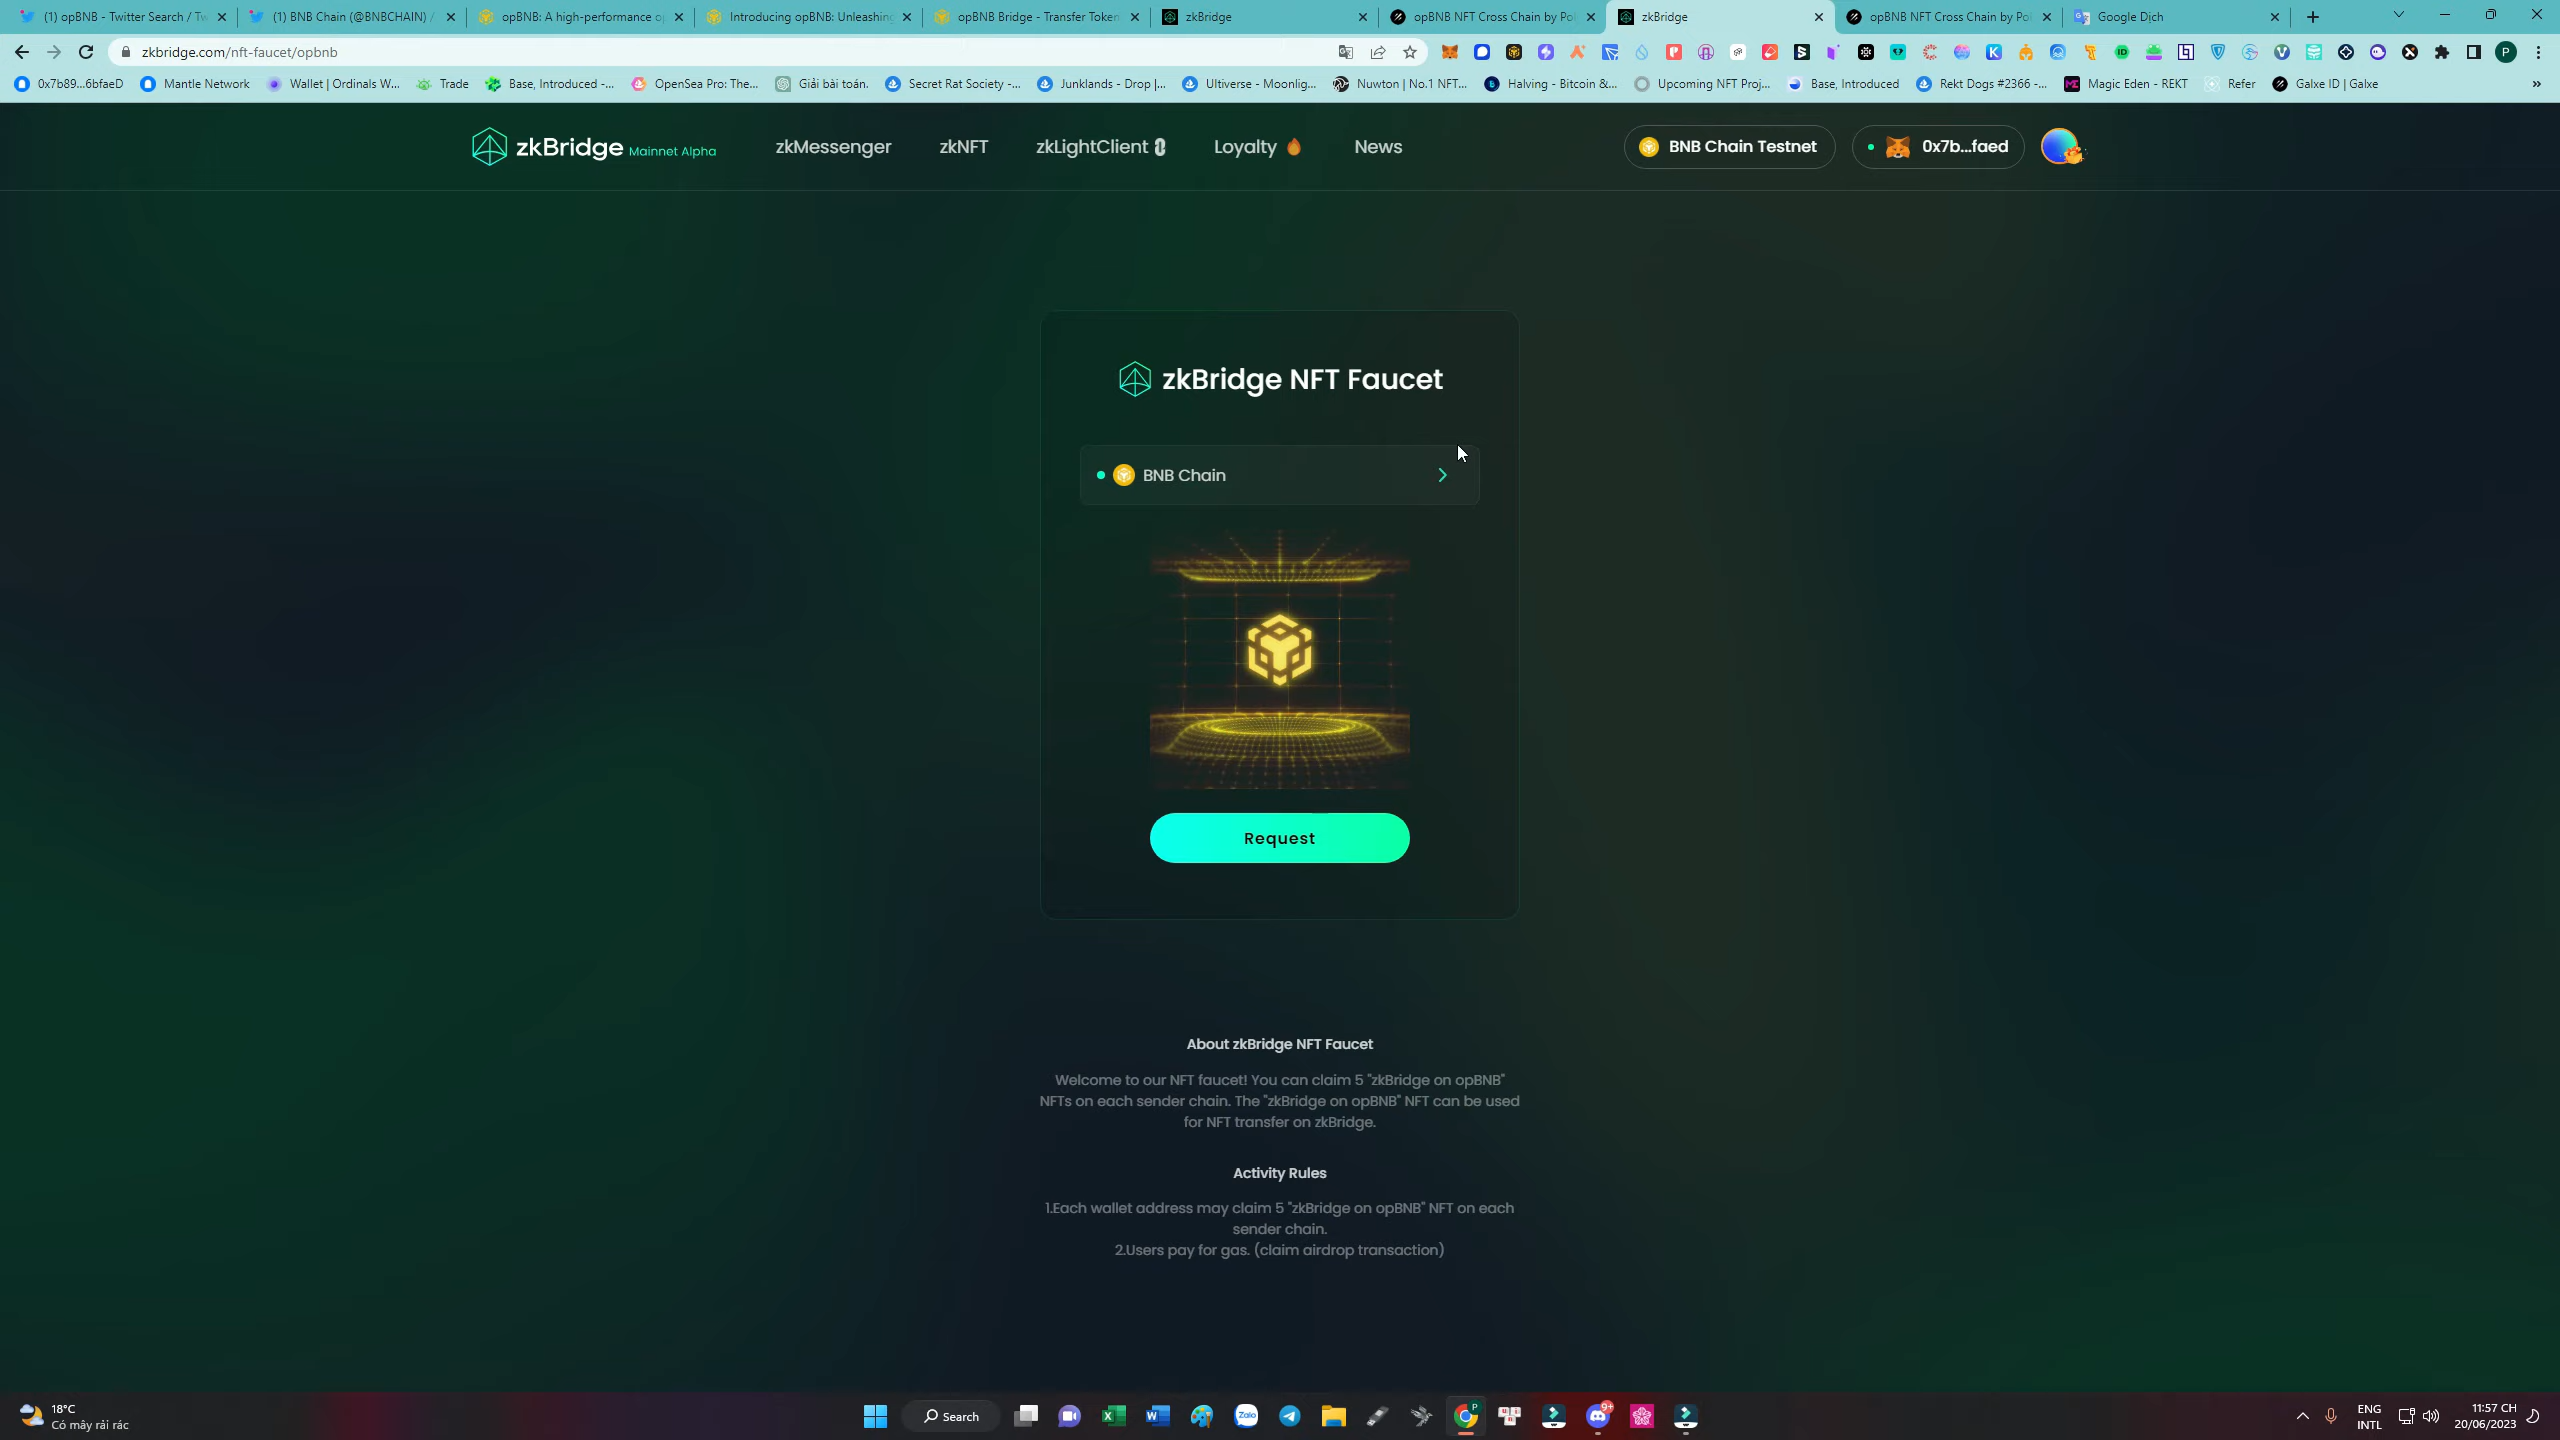 (1) opBNB - Twitter Search / Tw
(1) BNB Chain (@BNBCHAIN) /
opBNB: A high-performance o
Introducing opBNB: Unleashing
opBNB Bridge - Transfer Token
zkBridge
opBNB NFT Cross Chain by Pol
zkBridge
opBNB NFT Cross Chain by Pol
Google Dịch
zkbridge.com/nft-faucet/opbnb
0x7b89...6bfaeD
Mantle Network
Wallet | Ordinals W...
Trade
Base, Introduced -...
OpenSea Pro: The...
Giải bài toán.
Secret Rat Society -...
Junklands - Drop |...
Ultiverse - Moonlig...
Nuwton | No.1 NFT...
Halving - Bitcoin &...
Upcoming NFT Proj...
Base, Introduced
Rekt Dogs #2366 -...
Magic Eden - REKT
Refer
Galxe ID | Galxe
zkBridge Mainnet Alpha
zkMessenger
zkNFT
zkLightClient
Loyalty
News
BNB Chain Testnet
0x7b...faed
zkBridge NFT Faucet
BNB Chain
Request
About zkBridge NFT Faucet
Welcome to our NFT faucet! You can claim 5 "zkBridge on opBNB"
NFTs on each sender chain. The "zkBridge on opBNB" NFT can be used
for NFT transfer on zkBridge.
Activity Rules
1.Each wallet address may claim 5 "zkBridge on opBNB" NFT on each
sender chain.
2.Users pay for gas. (claim airdrop transaction)
18°C
Có mây rải rác
Search
Zalo
9+
ENG
INTL
11:57 CH
20/06/2023